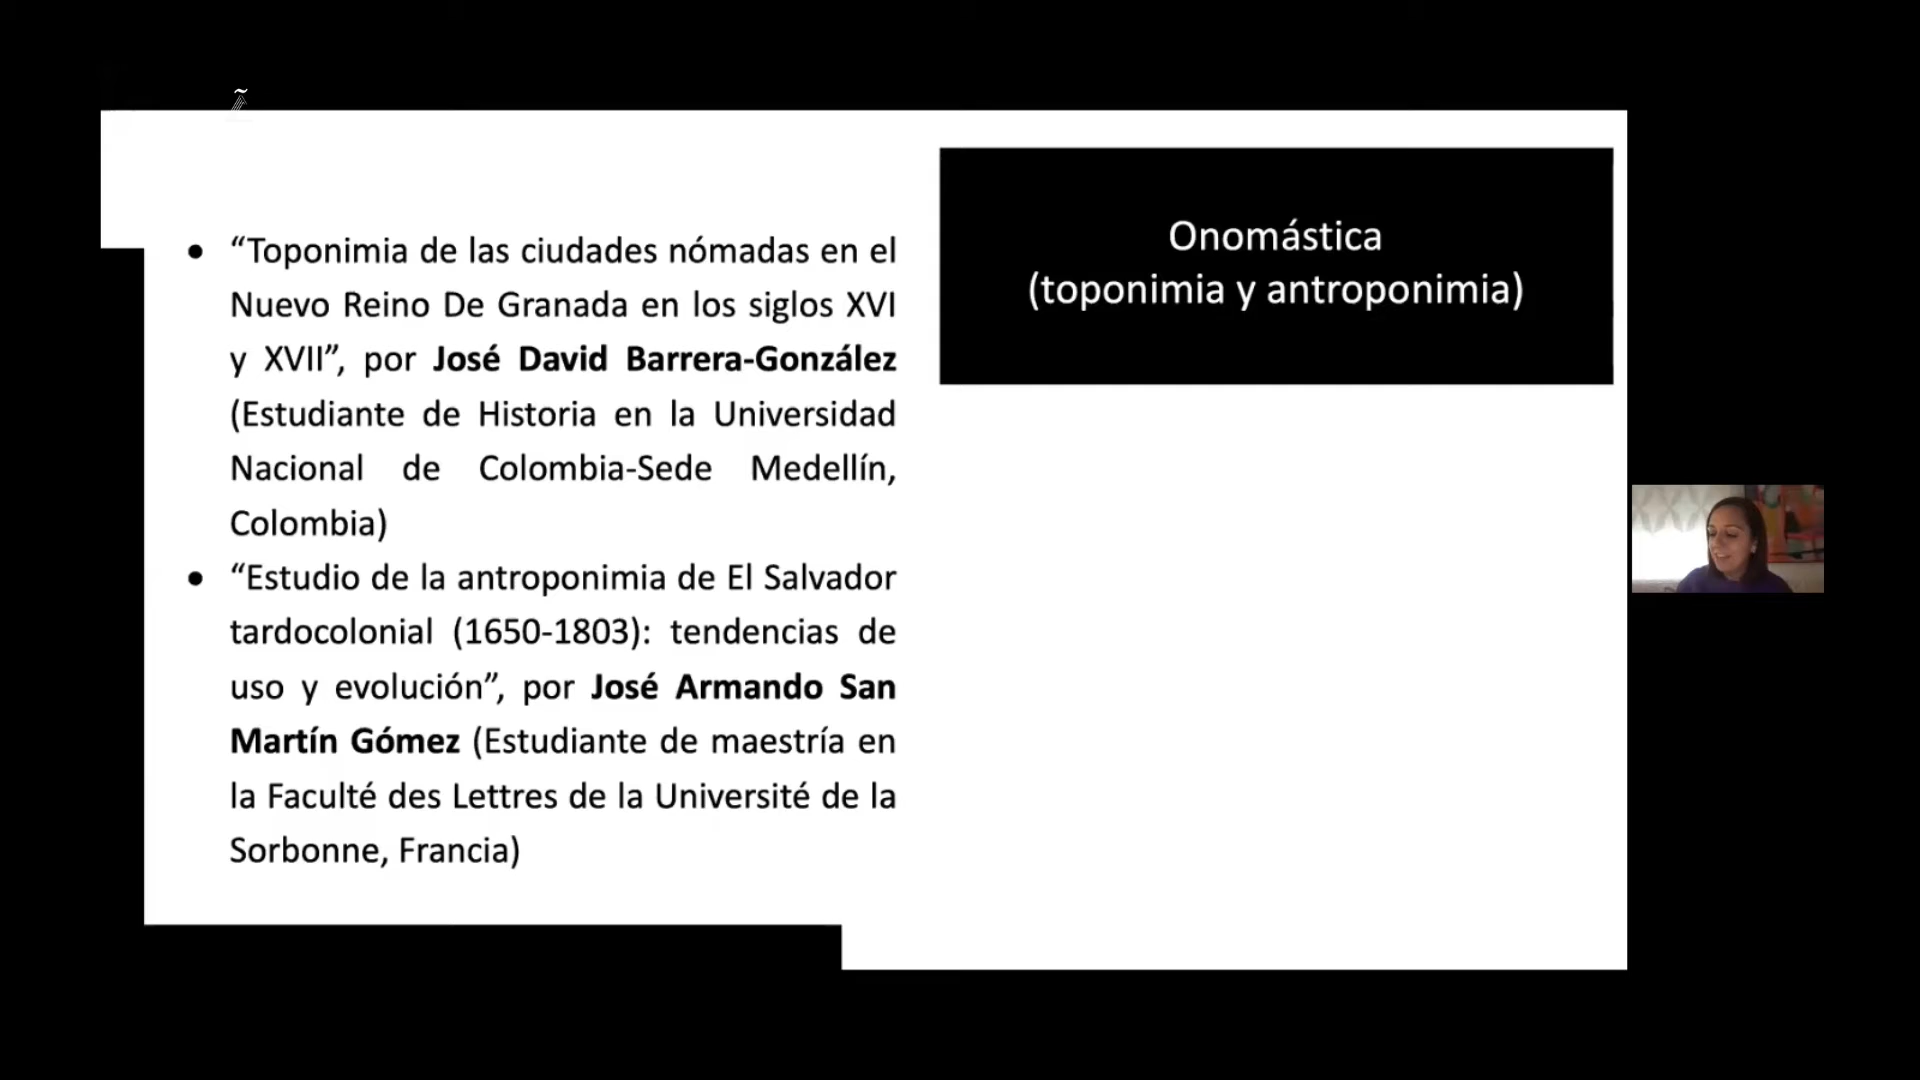 “Toponimia de las ciudades nómadas en el
Nuevo Reino De Granada en los siglos XVI
y XVII”, por José David Barrera-González
(Estudiante de Historia en la Universidad
Nacional de Colombia-Sede Medellín,
Colombia)
“Estudio de la antroponimia de El Salvador
tardocolonial (1650-1803): tendencias de
uso y evolución”, por José Armando San
Martín Gómez (Estudiante de maestría en
la Faculté des Lettres de la Université de la
Sorbonne, Francia)
Onomástica
(toponimia y antroponimia)